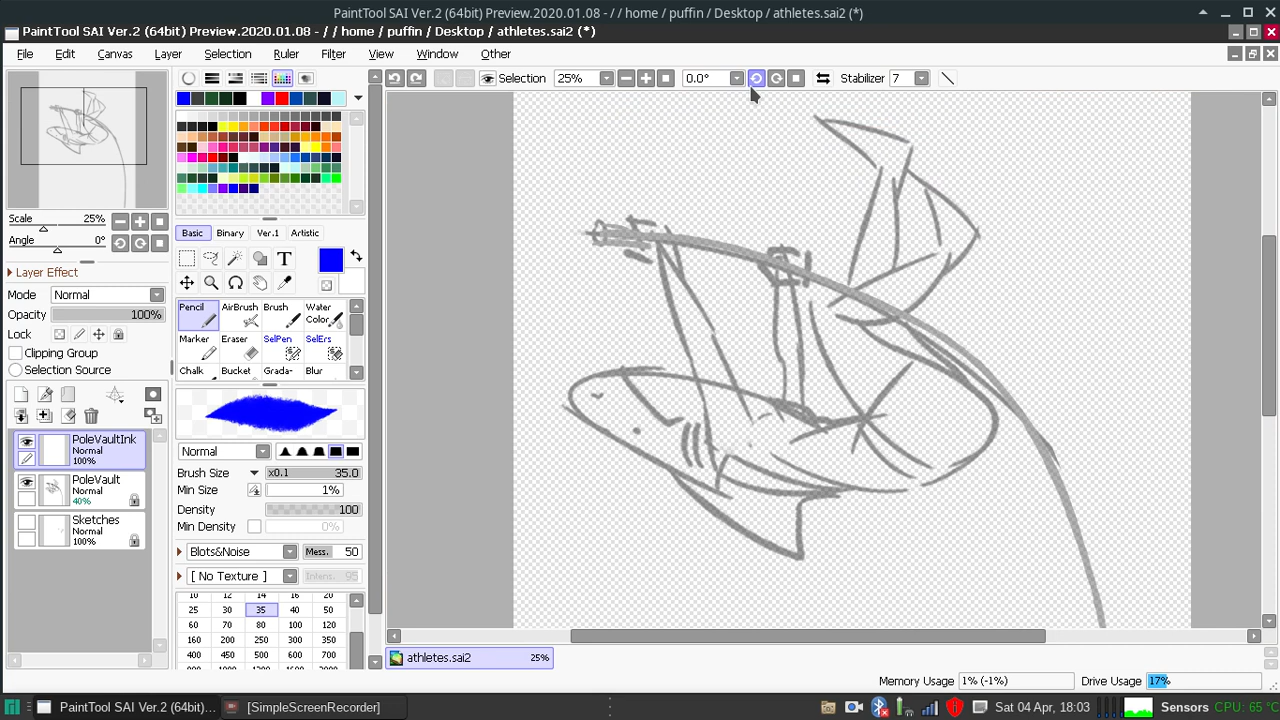 PaintTool SAI Ver.2 (64bit) Preview.2020.01.08 - / / home / puffin / Desktop / athletes.sai2 (*)
PaintTool SAI Ver.2 (64bit) Preview.2020.01.08 - / / home / puffin / Desktop / athletes.sai2 (*)
File Edit Canvas Layer Selection Ruler Filter View Window Other
Selection 25% 0.0° Stabilizer 7
Scale 25%
Angle 0°
Layer Effect
Mode Normal
Opacity 100%
Lock
Clipping Group
Selection Source
PoleVaultInk
Normal
100%
PoleVault
Normal
40%
Sketches
Normal
100%
Basic Binary Ver.1 Artistic
T
Pencil AirBrush Brush Water Color
Marker Eraser SelPen SelErs
Chalk Bucket Grada- Blur
Normal
Brush Size x0.1 35.0
Min Size 1%
Density 100
Min Density 0%
Blots&Noise Mess. 50
[ No Texture ] Intens. 95
10 12 14 16 20
25 30 35 40 50
60 70 80 100 120
160 200 250 300 350
400 450 500 600 700
athletes.sai2 25%
Memory Usage 1% (-1%) Drive Usage 17%
PaintTool SAI Ver.2 (64bit)... [SimpleScreenRecorder] Sat 04 Apr, 18:03 Sensors CPU: 65 °C